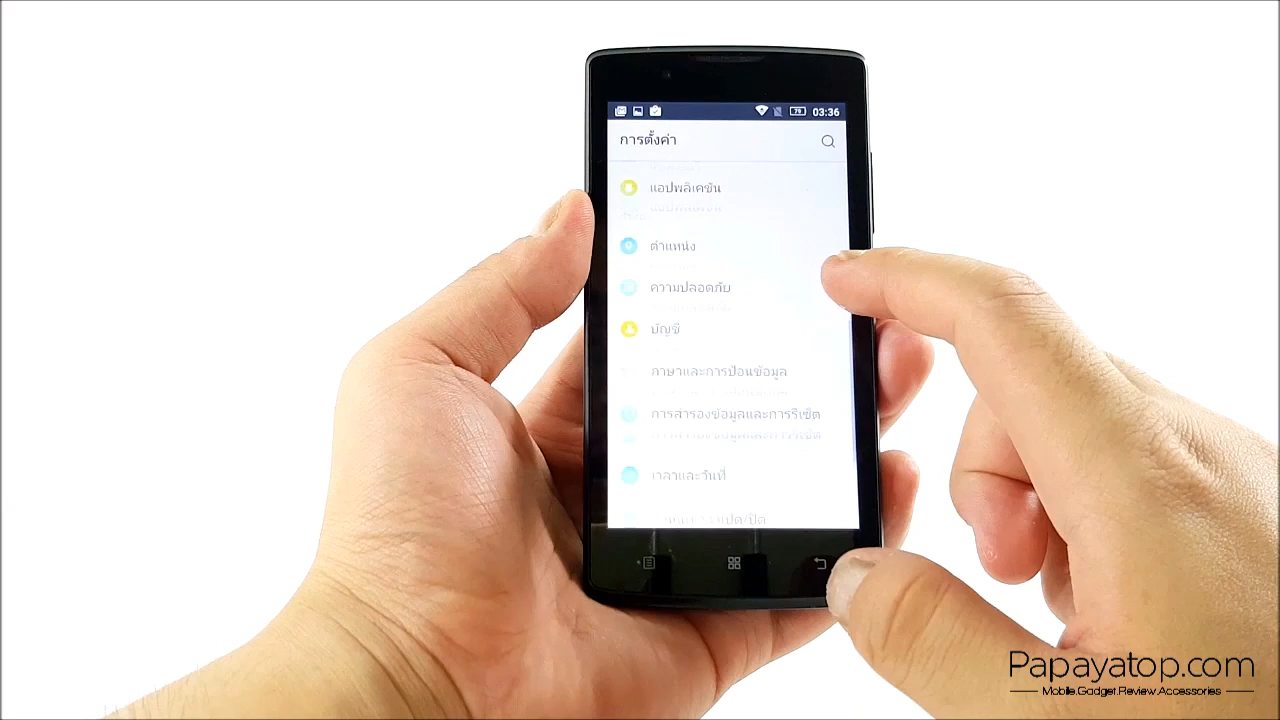 79 03:36
การตั้งค่า
แอปพลิเคชัน
ตำแหน่ง
ความปลอดภัย
บัญชี
ภาษาและการป้อนข้อมูล
การสำรองข้อมูลและการรีเซ็ต
เวลาและวันที่
Papayatop.com
Mobile.Gadget.Review.Accessories